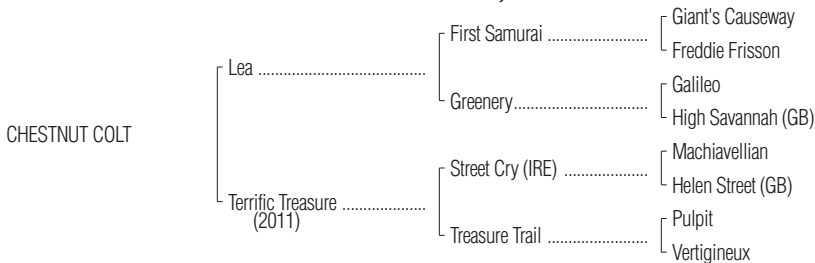 Giant's Causeway
First Samurai ........................
Freddie Frisson
Lea ........................................
Galileo
Greenery................................
High Savannah (GB)
CHESTNUT COLT
Machiavellian
Street Cry (IRE) ....................
Helen Street (GB)
Terrific Treasure ....................
(2011)
Pulpit
Treasure Trail ........................
Vertigineux